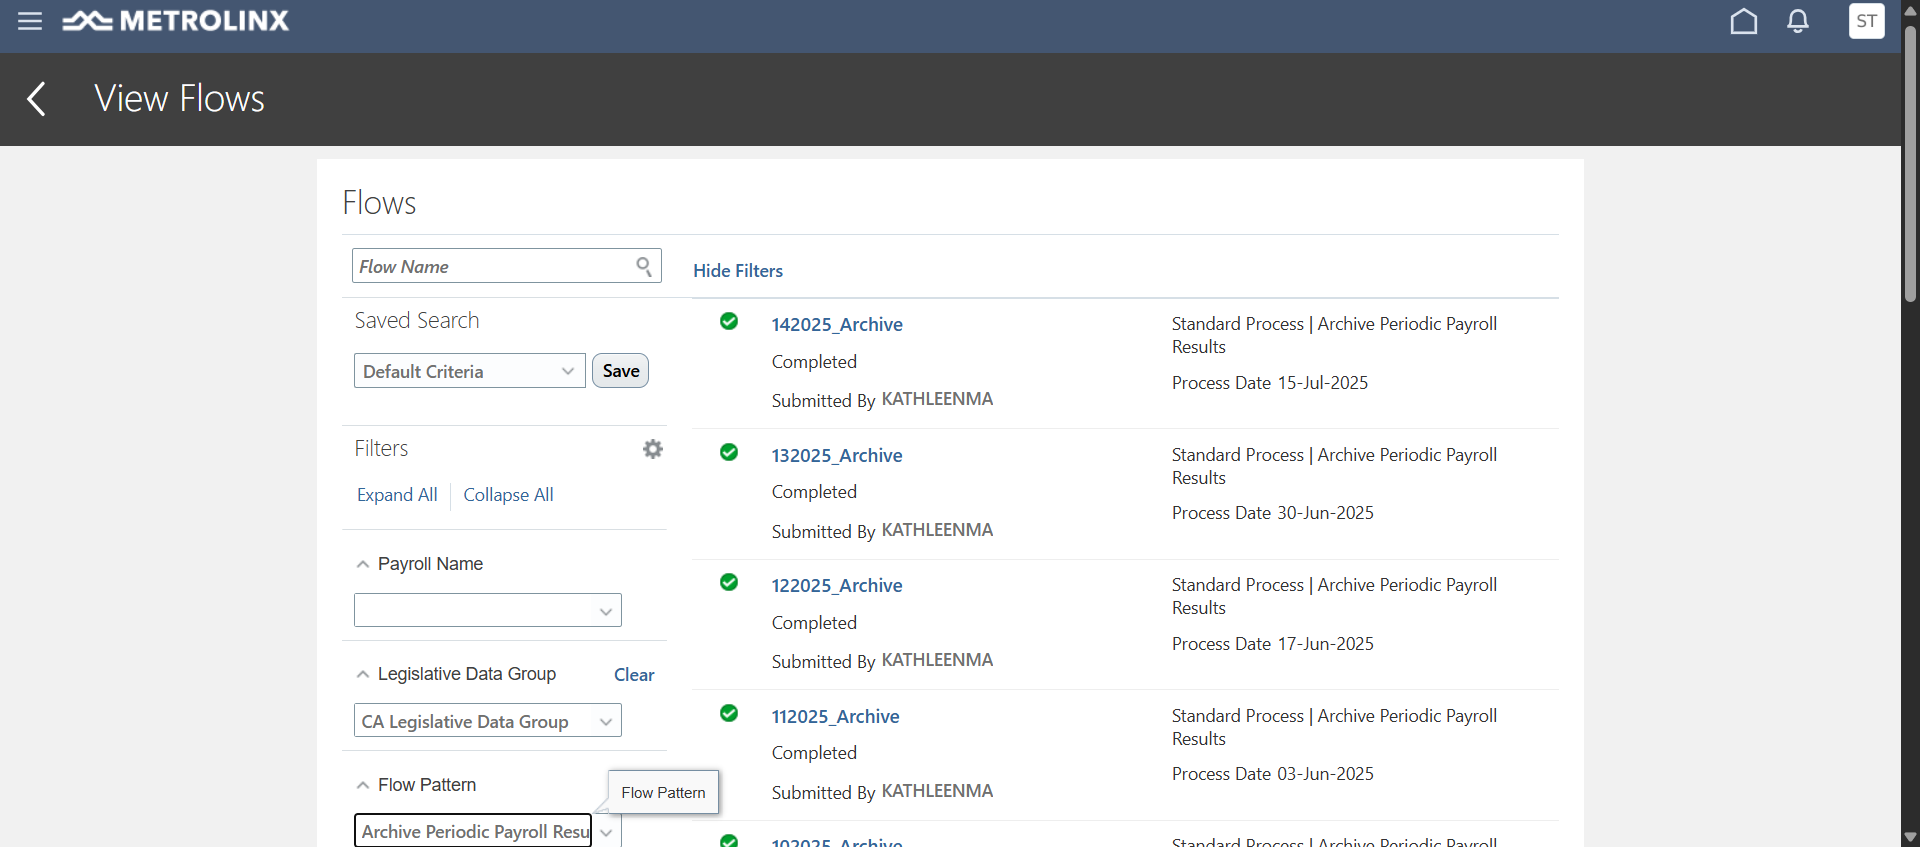 METROLINX
ST
View Flows
Flows
Flow Name
Hide Filters
Saved Search
Default Criteria
Save
Filters
Expand All
Collapse All
Payroll Name
Legislative Data Group
Clear
CA Legislative Data Group
Flow Pattern
Flow Pattern
Archive Periodic Payroll Resu
142025_Archive
Completed
Submitted By KATHLEENMA
Standard Process | Archive Periodic Payroll
Results
Process Date 15-Jul-2025
132025_Archive
Completed
Submitted By KATHLEENMA
Standard Process | Archive Periodic Payroll
Results
Process Date 30-Jun-2025
122025_Archive
Completed
Submitted By KATHLEENMA
Standard Process | Archive Periodic Payroll
Results
Process Date 17-Jun-2025
112025_Archive
Completed
Submitted By KATHLEENMA
Standard Process | Archive Periodic Payroll
Results
Process Date 03-Jun-2025
102025_Archive
Standard Process | Archive Periodic Payroll